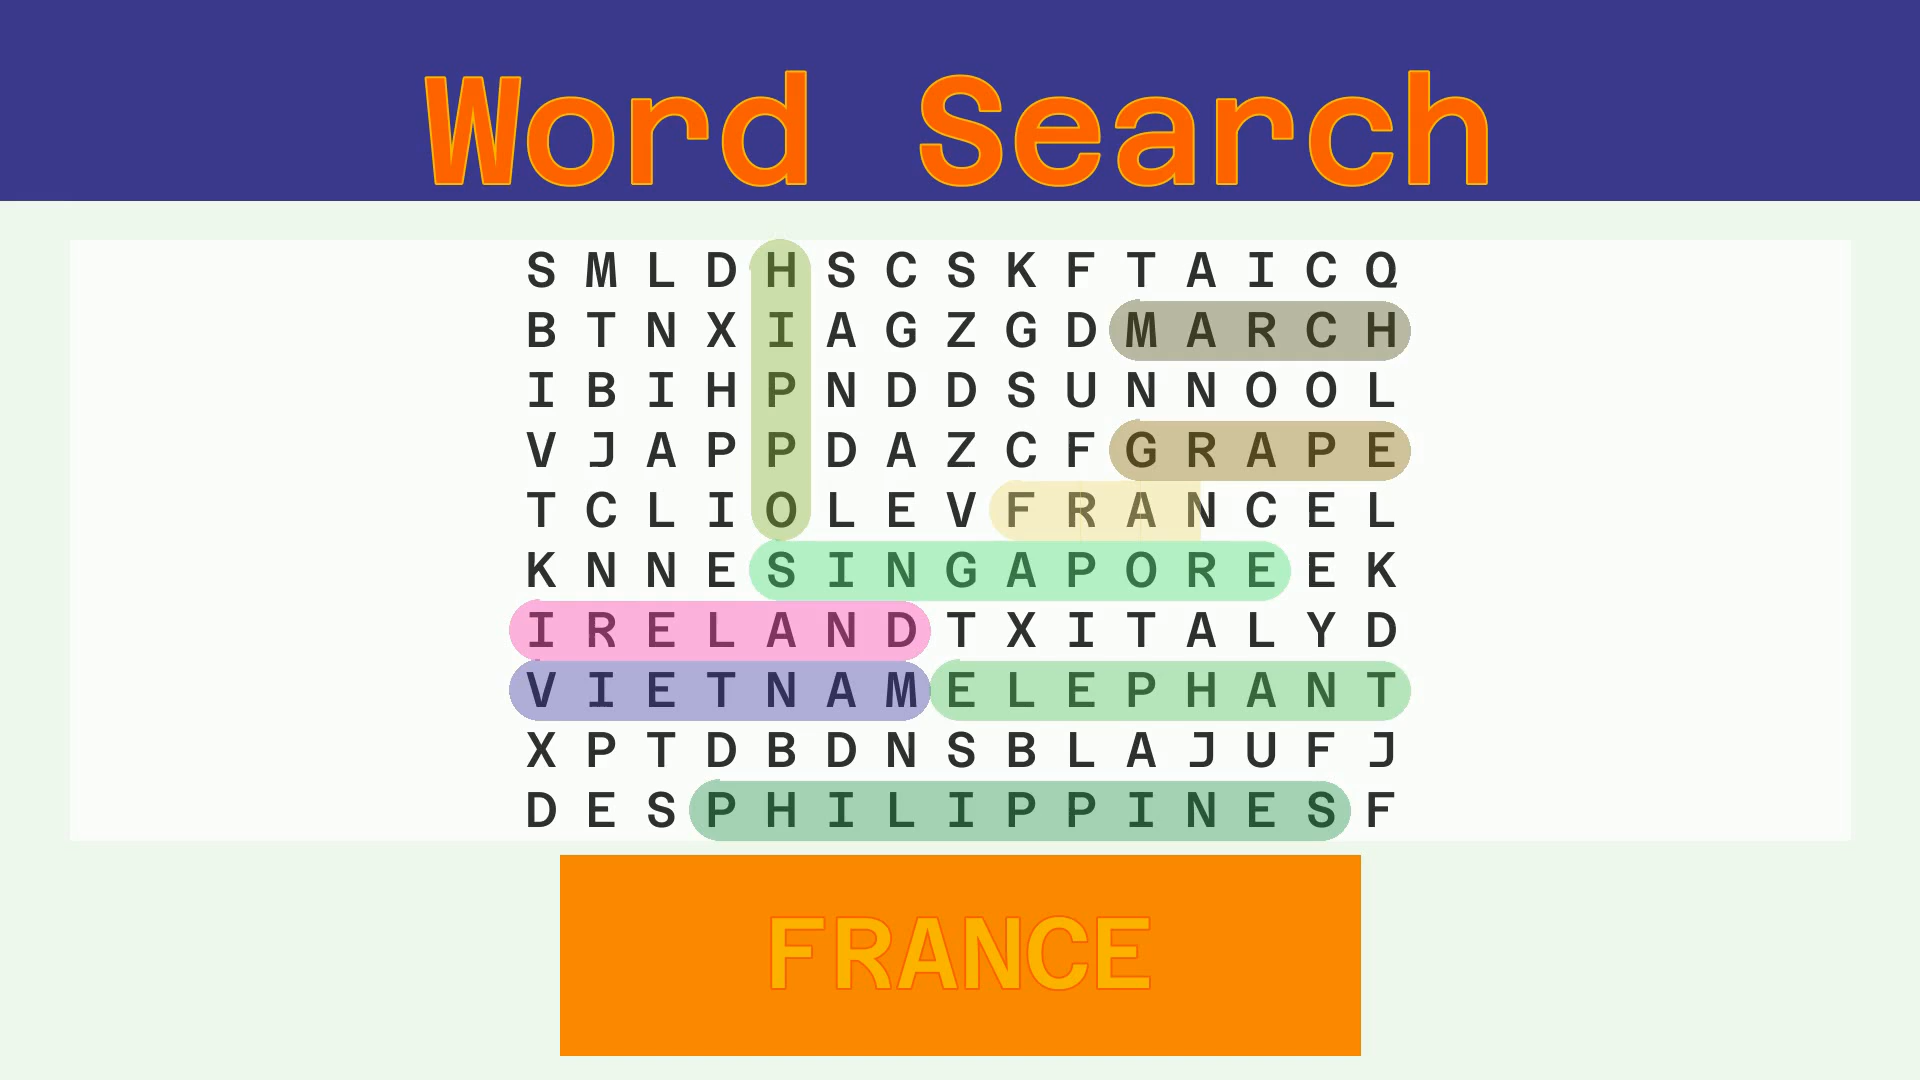 Word Search
S M L D H S C S K F T A I C Q
B T N X I A G Z G D M A R C H
I B I H P N D D S U N N O O L
V J A P P D A Z C F G R A P E
T C L I O L E V F R A N C E L
K N N E S I N G A P O R E E K
I R E L A N D T X I T A L Y D
V I E T N A M E L E P H A N T
X P T D B D N S B L A J U F J
D E S P H I L I P P I N E S F
FRANCE